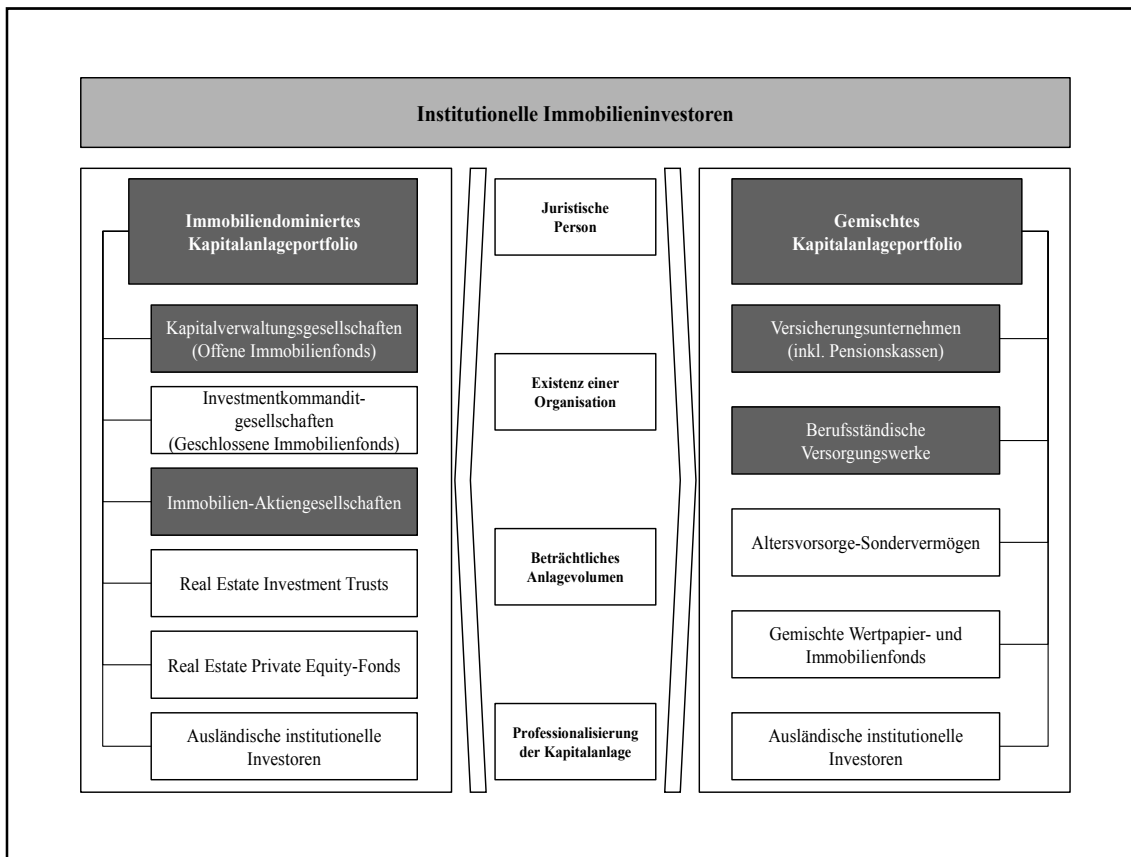 Institutionelle Immobilieninvestoren
Immobiliendominiertes
Kapitalanlageportfolio
Kapitalverwaltungsgesellschaften
(Offene Immobilienfonds)
Investmentkommandit-
gesellschaften
(Geschlossene Immobilienfonds)
Immobilien-Aktiengesellschaften
Real Estate Investment Trusts
Real Estate Private Equity-Fonds
Ausländische institutionelle
Investoren
Juristische
Person
Existenz einer
Organisation
Beträchtliches
Anlagevolumen
Professionalisierung
der Kapitalanlage
Gemischtes
Kapitalanlageportfolio
Versicherungsunternehmen
(inkl. Pensionskassen)
Berufsständische
Versorgungswerke
Altersvorsorge-Sondervermögen
Gemischte Wertpapier- und
Immobilienfonds
Ausländische institutionelle
Investoren